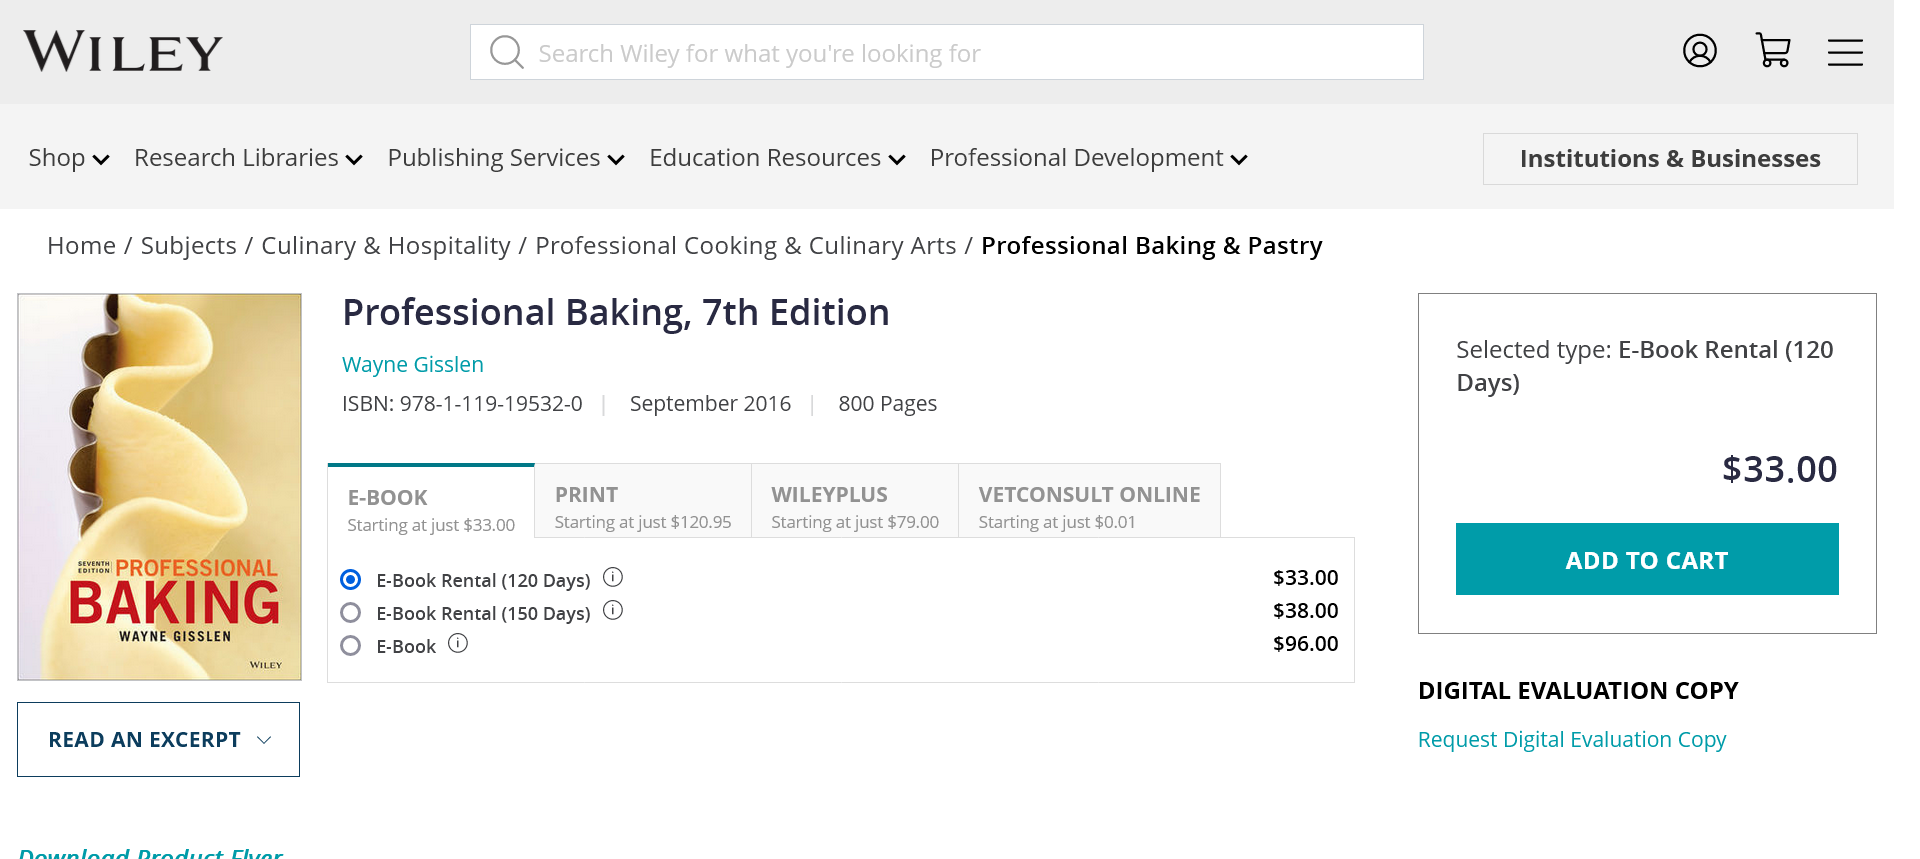 WILEY
Search Wiley for what you're looking for
Shop Research Libraries Publishing Services Education Resources Professional Development
Institutions & Businesses
Home / Subjects / Culinary & Hospitality / Professional Cooking & Culinary Arts / Professional Baking & Pastry
SEVENTH EDITION PROFESSIONAL
BAKING
WAYNE GISSLEN
WILEY
READ AN EXCERPT
Download Product Flyer
Professional Baking, 7th Edition
Wayne Gisslen
ISBN: 978-1-119-19532-0 | September 2016 | 800 Pages
E-BOOK
Starting at just $33.00
PRINT
Starting at just $120.95
WILEYPLUS
Starting at just $79.00
VETCONSULT ONLINE
Starting at just $0.01
E-Book Rental (120 Days) $33.00
E-Book Rental (150 Days) $38.00
E-Book $96.00
Selected type: E-Book Rental (120
Days)
$33.00
ADD TO CART
DIGITAL EVALUATION COPY
Request Digital Evaluation Copy